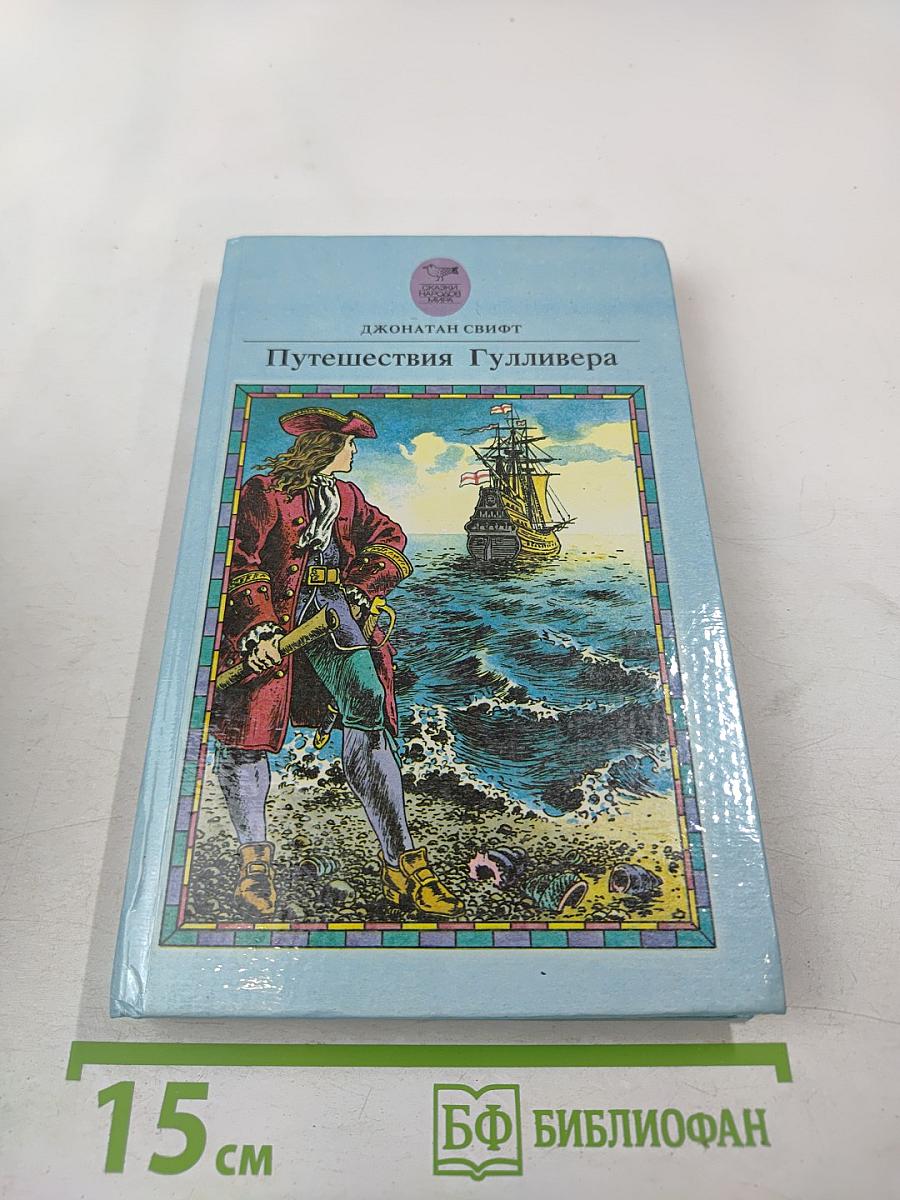 СКАЗКИ
НАРОДОВ
МИРА
ДЖОНАТАН СВИФТ
Путешествия Гулливера
15 см
БФ БИБЛИОФАН